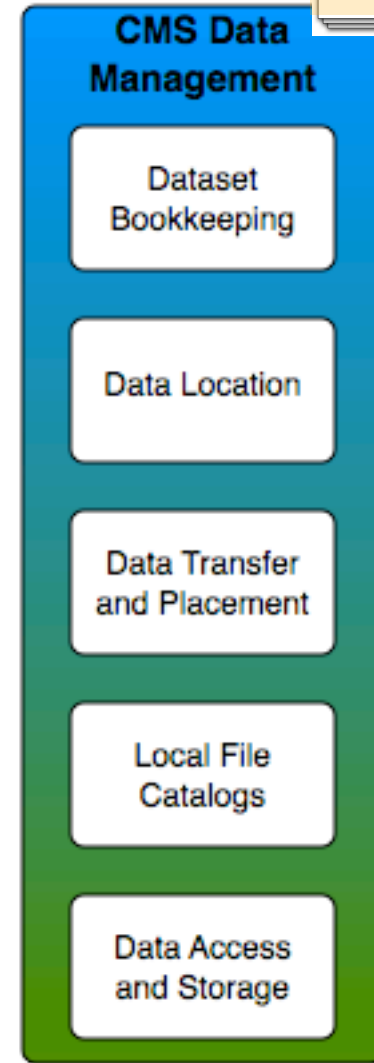 CMS Data
Management
Dataset
Bookkeeping
Data Location
Data Transfer
and Placement
Local File
Catalogs
Data Access
and Storage